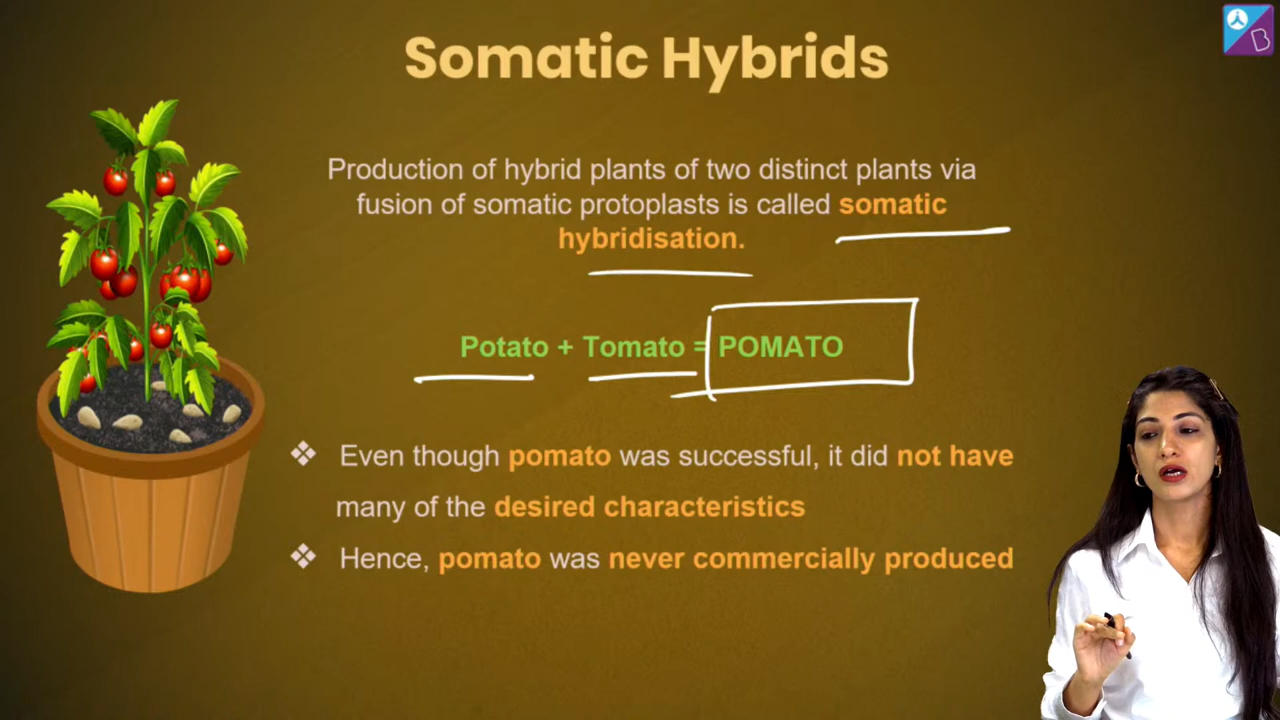 Somatic Hybrids
Production of hybrid plants of two distinct plants via
fusion of somatic protoplasts is called somatic
hybridisation.
Potato + Tomato = POMATO
❖ Even though pomato was successful, it did not have
many of the desired characteristics
❖ Hence, pomato was never commercially produced
B